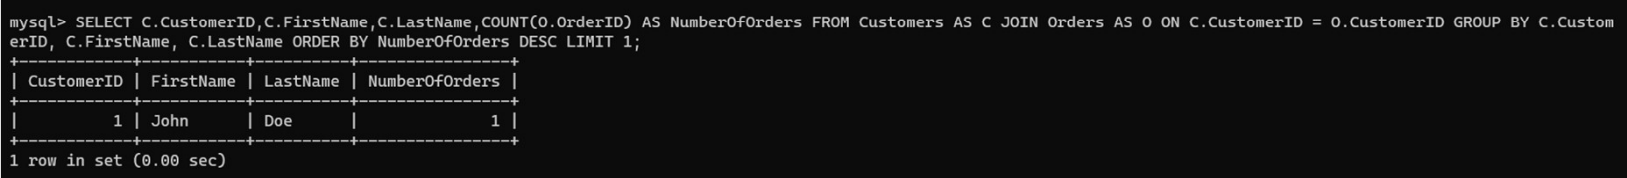 mysql> SELECT C.CustomerID,C.FirstName,C.LastName,COUNT(O.OrderID) AS NumberOfOrders FROM Customers AS C JOIN Orders AS O ON C.CustomerID = O.CustomerID GROUP BY C.Custom
erID, C.FirstName, C.LastName ORDER BY NumberOfOrders DESC LIMIT 1;
+------------+-----------+----------+----------------+
| CustomerID | FirstName | LastName | NumberOfOrders |
+------------+-----------+----------+----------------+
|          1 | John      | Doe      |              1 |
+------------+-----------+----------+----------------+
1 row in set (0.00 sec)